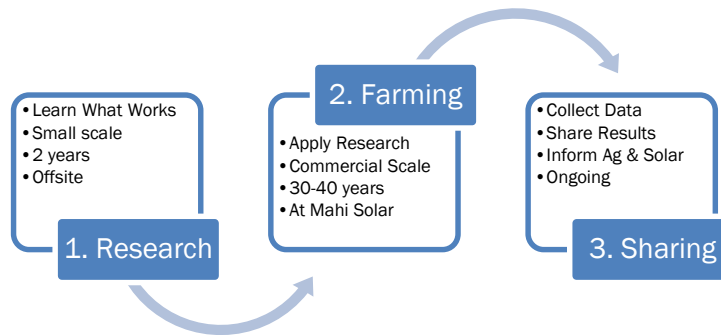 • Learn What Works
• Small scale
• 2 years
• Offsite
1. Research
2. Farming
• Apply Research
• Commercial Scale
• 30-40 years
• At Mahi Solar
• Collect Data
• Share Results
• Inform Ag & Solar
• Ongoing
3. Sharing